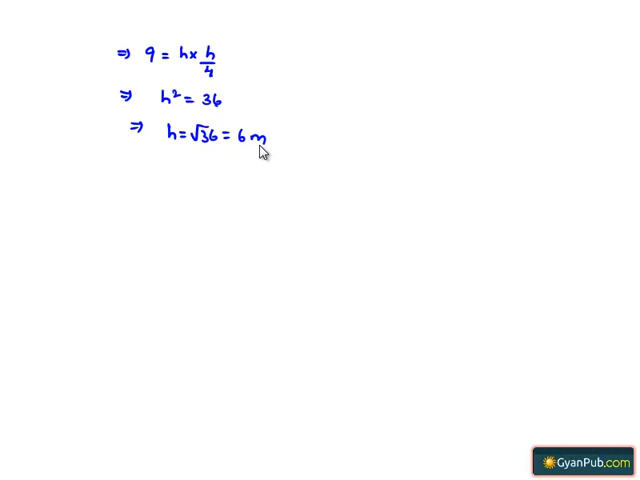 ⇒ 9 = h × h/4
⇒ h² = 36
⇒ h = √36 = 6 m
GyanPub.com